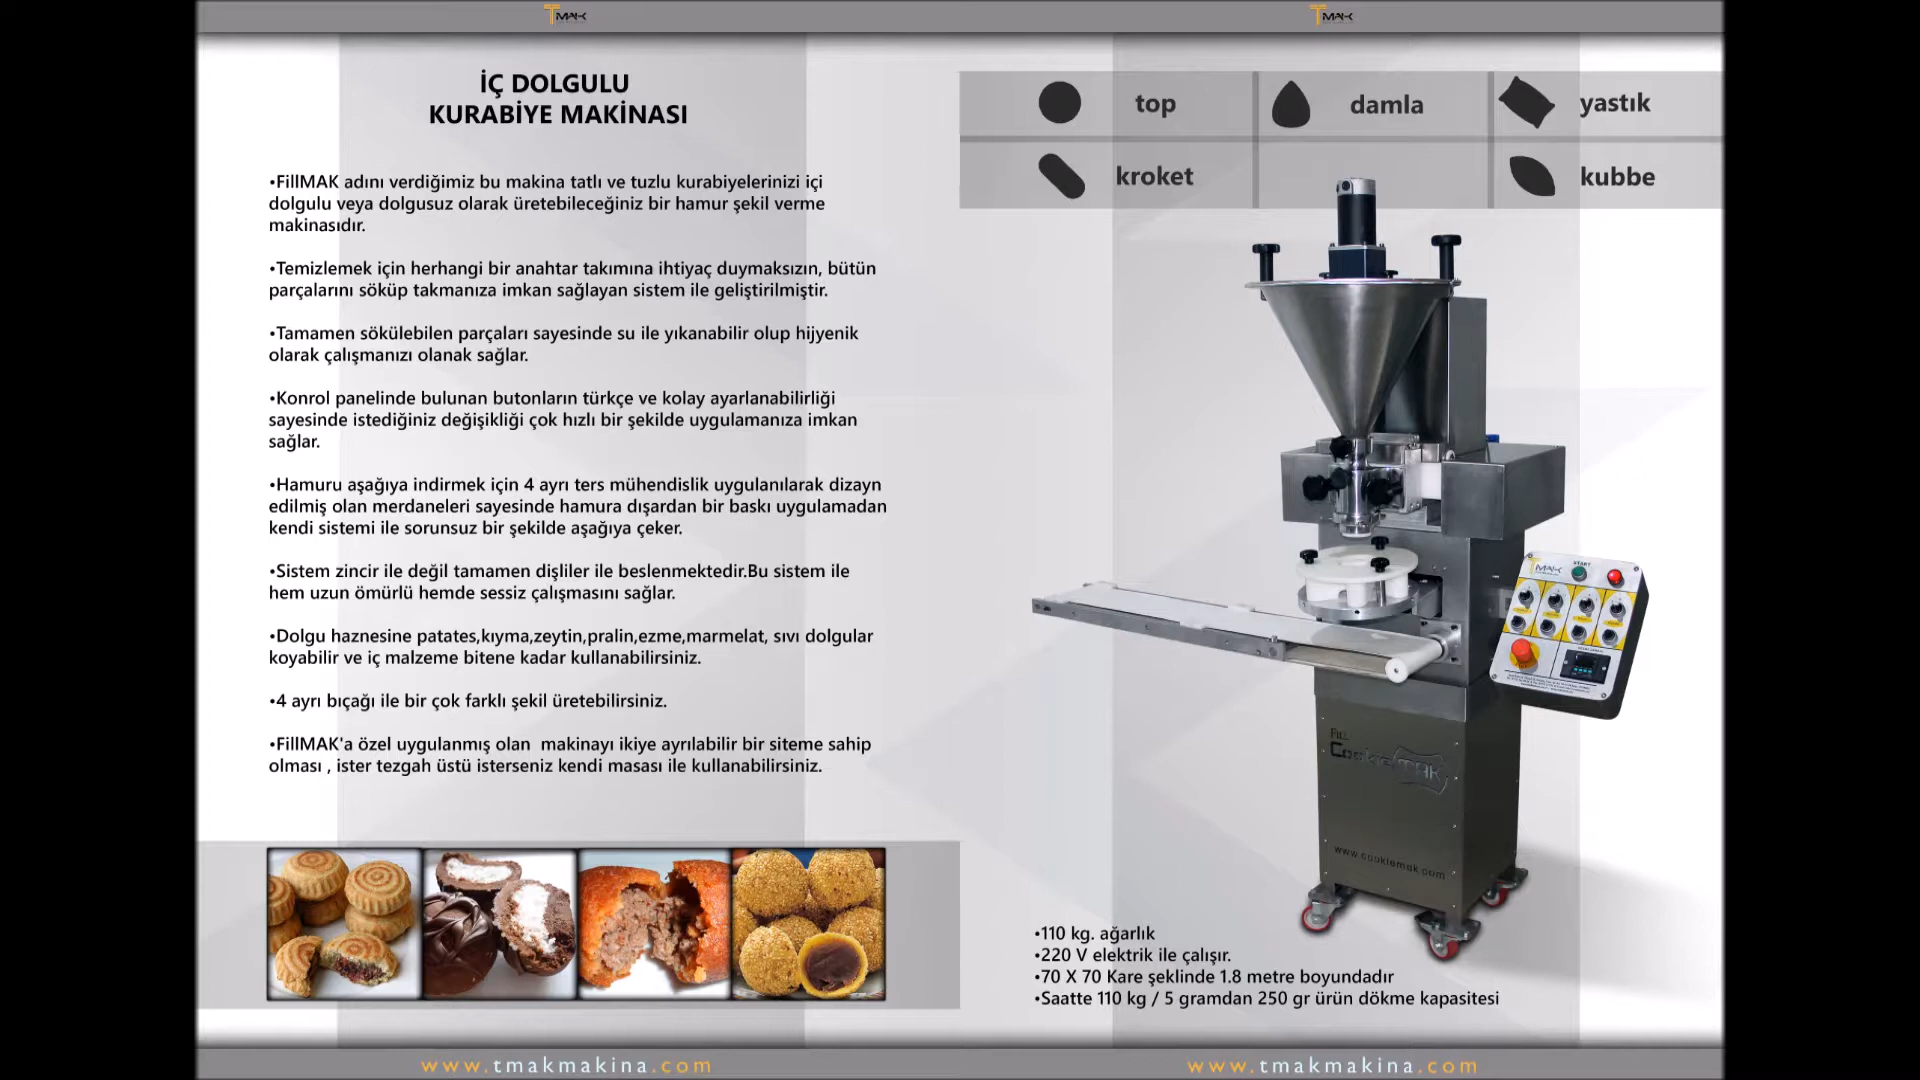 TMAK
TMAK
İÇ DOLGULU
KURABİYE MAKİNASI
•FillMAK adını verdiğimiz bu makina tatlı ve tuzlu kurabiyelerinizi içi
dolgulu veya dolgusuz olarak üretebileceğiniz bir hamur şekil verme
makinasıdır.
•Temizlemek için herhangi bir anahtar takımına ihtiyaç duymaksızın, bütün
parçalarını söküp takmanıza imkan sağlayan sistem ile geliştirilmiştir.
•Tamamen sökülebilen parçaları sayesinde su ile yıkanabilir olup hijyenik
olarak çalışmanızı olanak sağlar.
•Konrol panelinde bulunan butonların türkçe ve kolay ayarlanabilirliği
sayesinde istediğiniz değişikliği çok hızlı bir şekilde uygulamanıza imkan
sağlar.
•Hamuru aşağıya indirmek için 4 ayrı ters mühendislik uygulanılarak dizayn
edilmiş olan merdaneleri sayesinde hamura dışardan bir baskı uygulamadan
kendi sistemi ile sorunsuz bir şekilde aşağıya çeker.
•Sistem zincir ile değil tamamen dişliler ile beslenmektedir.Bu sistem ile
hem uzun ömürlü hemde sessiz çalışmasını sağlar.
•Dolgu haznesine patates,kıyma,zeytin,pralin,ezme,marmelat, sıvı dolgular
koyabilir ve iç malzeme bitene kadar kullanabilirsiniz.
•4 ayrı bıçağı ile bir çok farklı şekil üretebilirsiniz.
•FillMAK'a özel uygulanmış olan  makinayı ikiye ayrılabilir bir siteme sahip
olması , ister tezgah üstü isterseniz kendi masası ile kullanabilirsiniz.
top
damla
yastık
kroket
kubbe
TMAK
START
FILL
CookieMAK
www.cookiemak.com
•110 kg. ağarlık
•220 V elektrik ile çalışır.
•70 X 70 Kare şeklinde 1.8 metre boyundadır
•Saatte 110 kg / 5 gramdan 250 gr ürün dökme kapasitesi
www.tmakmakina.com
www.tmakmakina.com